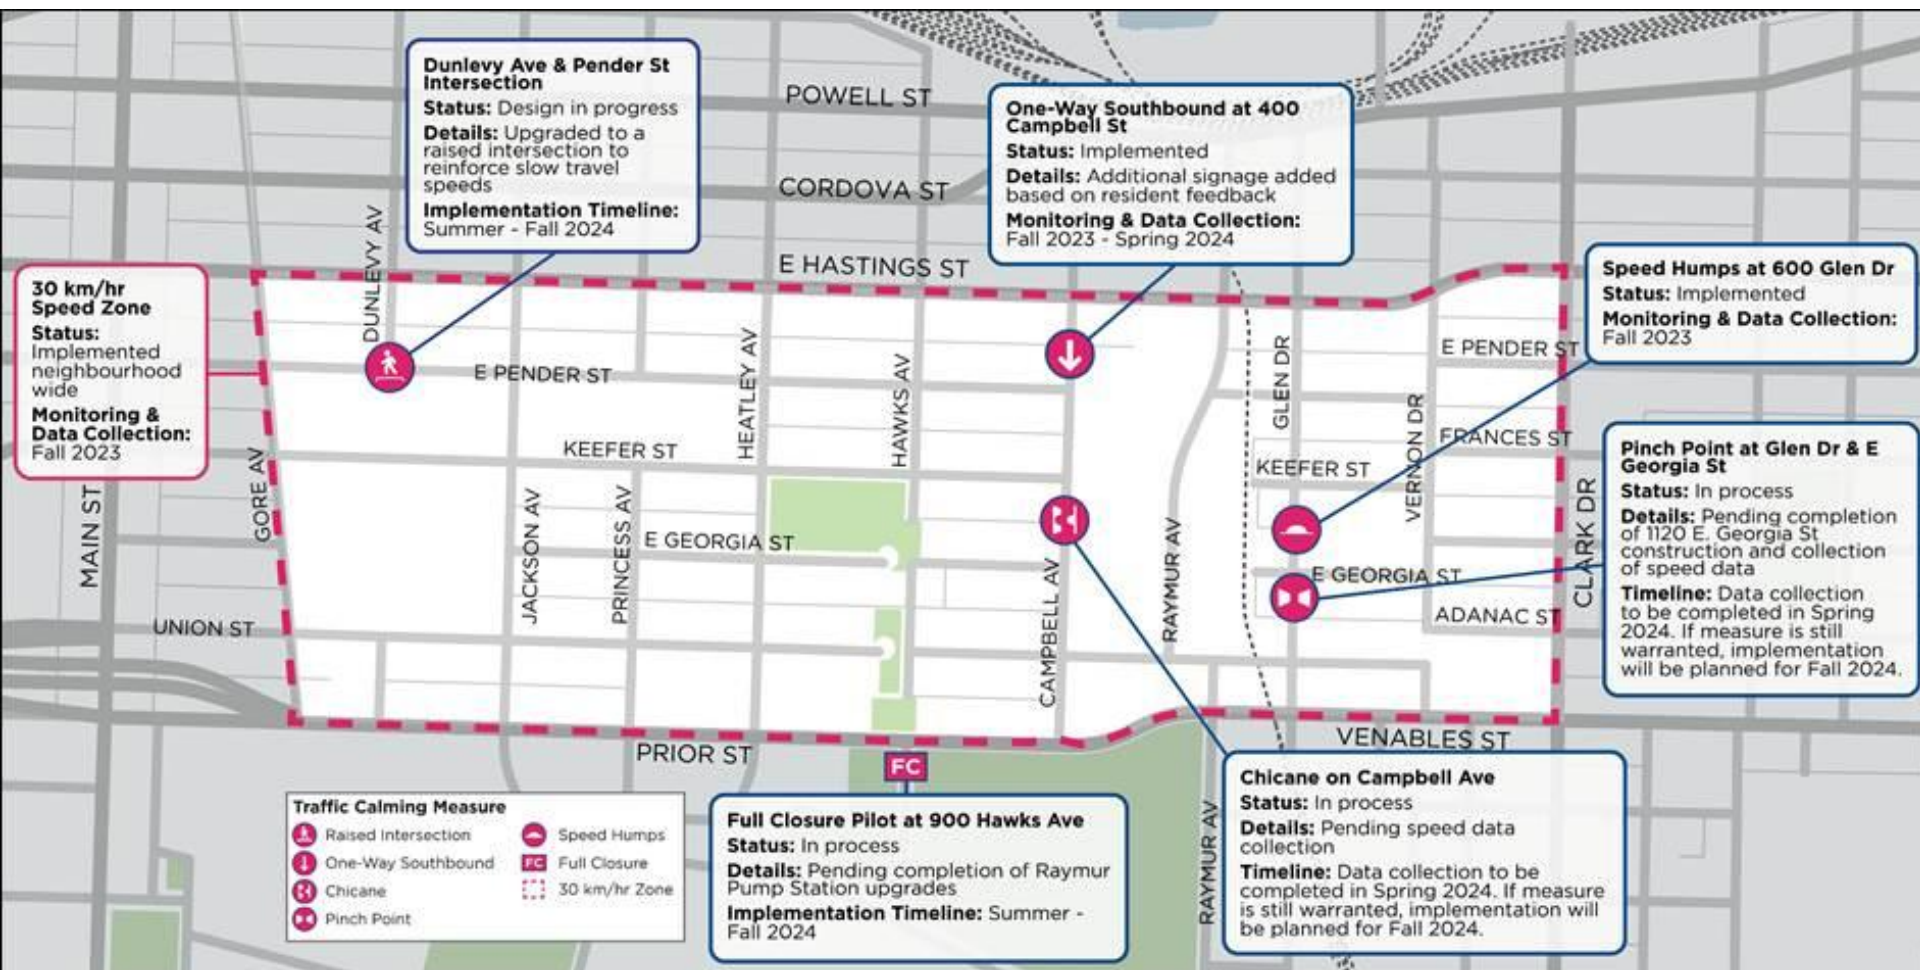 Dunlevy Ave & Pender St
Intersection
Status: Design in progress
Details: Upgraded to a
raised intersection to
reinforce slow travel
speeds
Implementation Timeline:
Summer - Fall 2024
POWELL ST
One-Way Southbound at 400
Campbell St
Status: Implemented
Details: Additional signage added
based on resident feedback
Monitoring & Data Collection:
Fall 2023 - Spring 2024
CORDOVA ST
E HASTINGS ST
DUNLEVY AV
30 km/hr
Speed Zone
Status:
Implemented
neighbourhood
wide
Monitoring &
Data Collection:
Fall 2023
Speed Humps at 600 Glen Dr
Status: Implemented
Monitoring & Data Collection:
Fall 2023
E PENDER ST
E PENDER ST
HEATLEY AV
HAWKS AV
GLEN DR
VERNON DR
FRANCES ST
KEEFER ST
KEEFER ST
MAIN ST
GORE AV
JACKSON AV
PRINCESS AV
E GEORGIA ST
CAMPBELL AV
RAYMUR AV
E GEORGIA ST
ADANAC ST
CLARK DR
Pinch Point at Glen Dr & E
Georgia St
Status: In process
Details: Pending completion
of 1120 E. Georgia St
construction and collection
of speed data
Timeline: Data collection
to be completed in Spring
2024. If measure is still
warranted, implementation
will be planned for Fall 2024.
UNION ST
PRIOR ST
VENABLES ST
FC
Traffic Calming Measure
Raised Intersection
One-Way Southbound
Chicane
Pinch Point
Speed Humps
FC Full Closure
30 km/hr Zone
Full Closure Pilot at 900 Hawks Ave
Status: In process
Details: Pending completion of Raymur
Pump Station upgrades
Implementation Timeline: Summer -
Fall 2024
RAYMUR AV
Chicane on Campbell Ave
Status: In process
Details: Pending speed data
collection
Timeline: Data collection to be
completed in Spring 2024. If measure
is still warranted, implementation will
be planned for Fall 2024.